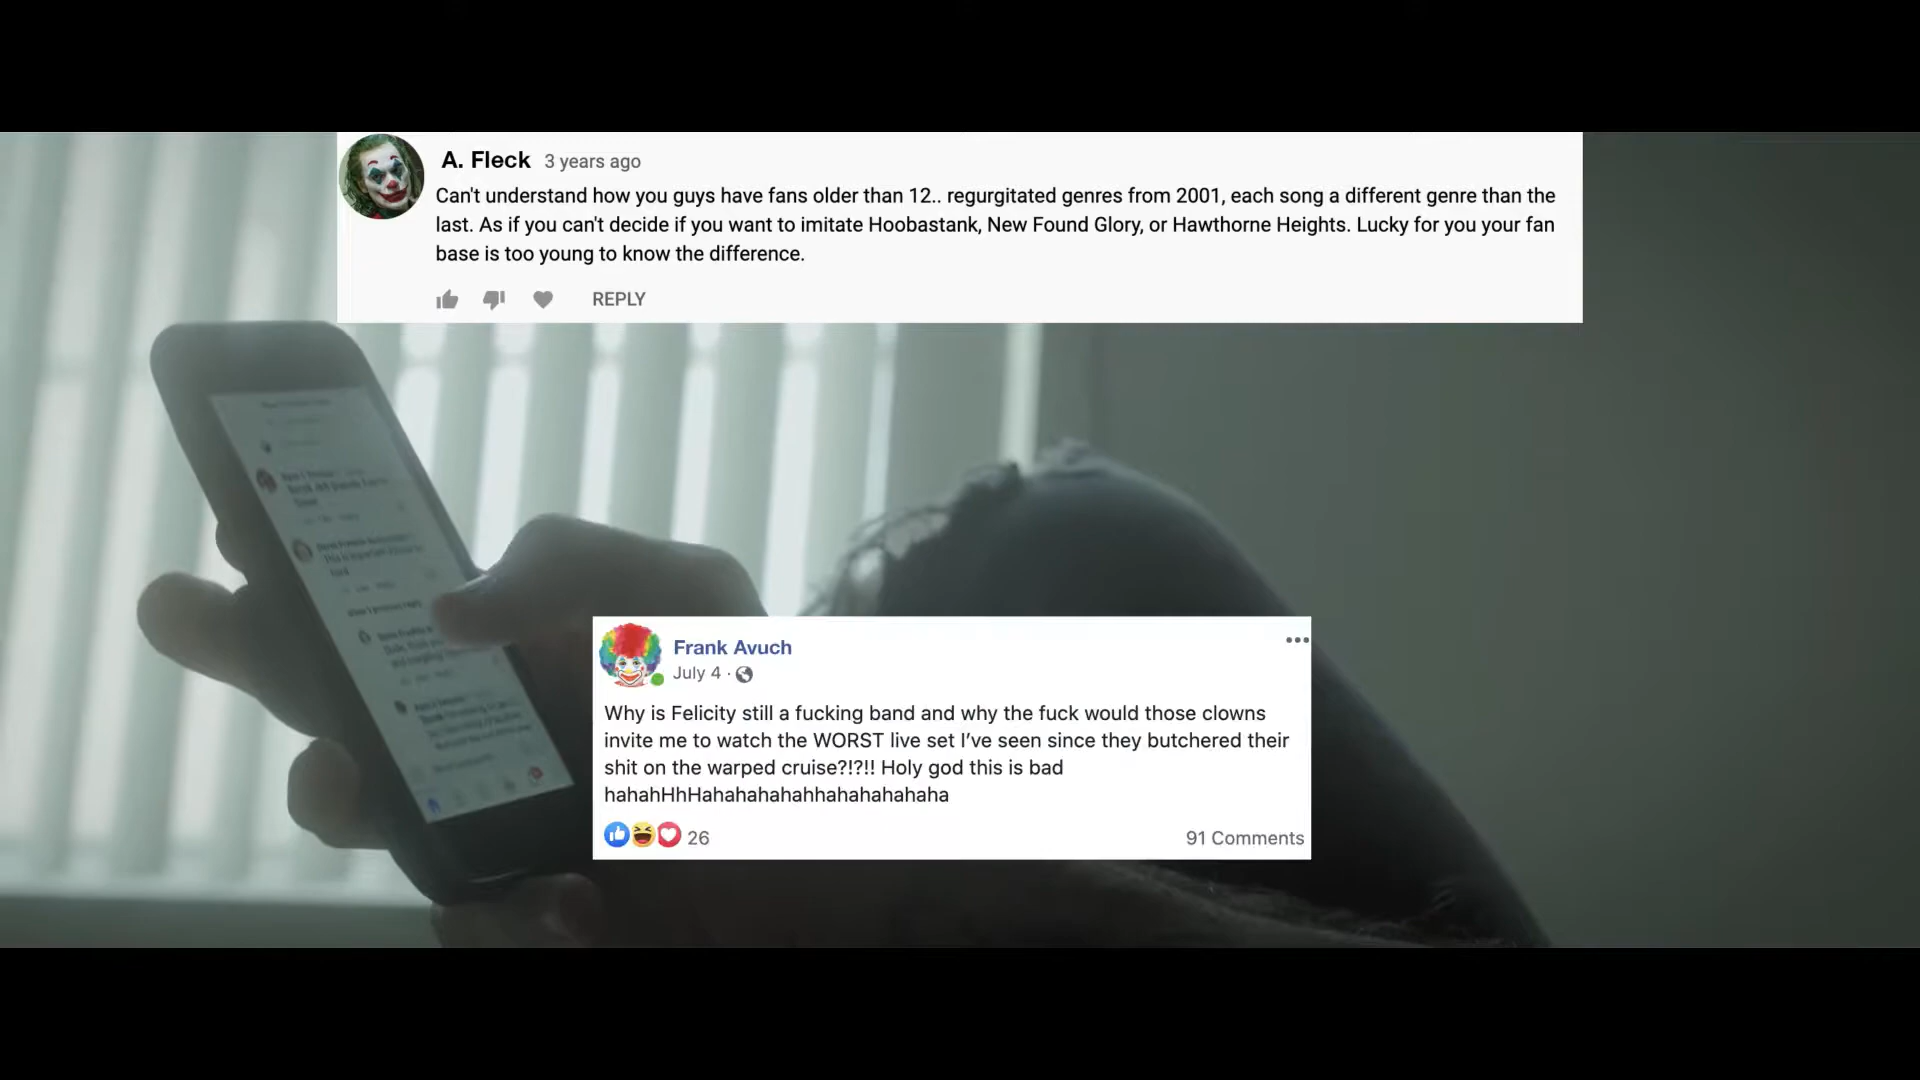 A. Fleck 3 years ago
Can't understand how you guys have fans older than 12.. regurgitated genres from 2001, each song a different genre than the
last. As if you can't decide if you want to imitate Hoobastank, New Found Glory, or Hawthorne Heights. Lucky for you your fan
base is too young to know the difference.
REPLY
Frank Avuch
July 4 ·
Why is Felicity still a fucking band and why the fuck would those clowns
invite me to watch the WORST live set I’ve seen since they butchered their
shit on the warped cruise?!?!! Holy god this is bad
hahahHhHahahahahahhahahahahaha
26
91 Comments